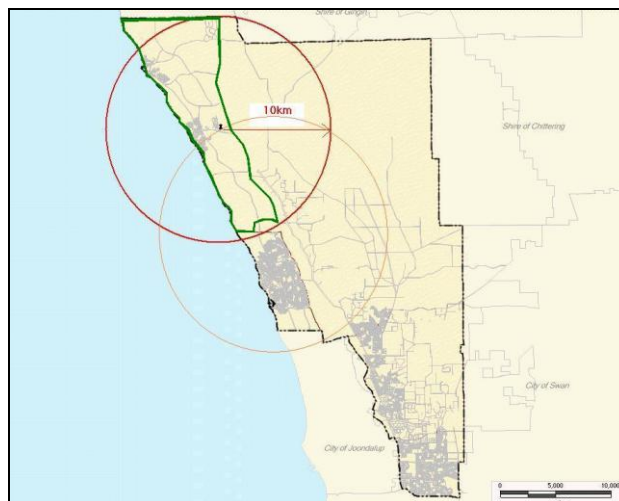 Shire of Gingin
10km
Shire of Chittering
City of Swan
City of Joondalup
0 5,000 10,000